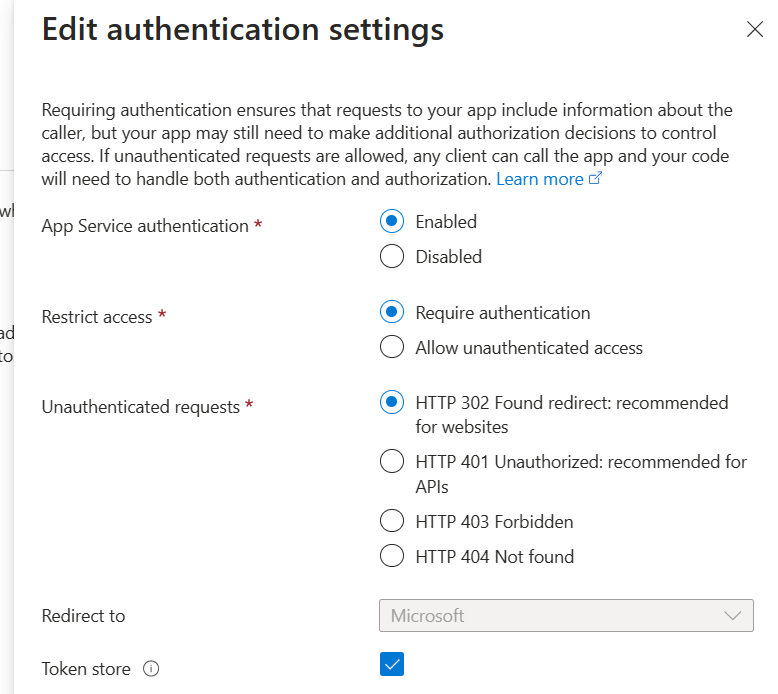 Edit authentication settings
Requiring authentication ensures that requests to your app include information about the
caller, but your app may still need to make additional authorization decisions to control
access. If unauthenticated requests are allowed, any client can call the app and your code
will need to handle both authentication and authorization. Learn more
App Service authentication *
Enabled
Disabled
Restrict access *
Require authentication
Allow unauthenticated access
Unauthenticated requests *
HTTP 302 Found redirect: recommended
for websites
HTTP 401 Unauthorized: recommended for
APIs
HTTP 403 Forbidden
HTTP 404 Not found
Redirect to
Microsoft
Token store